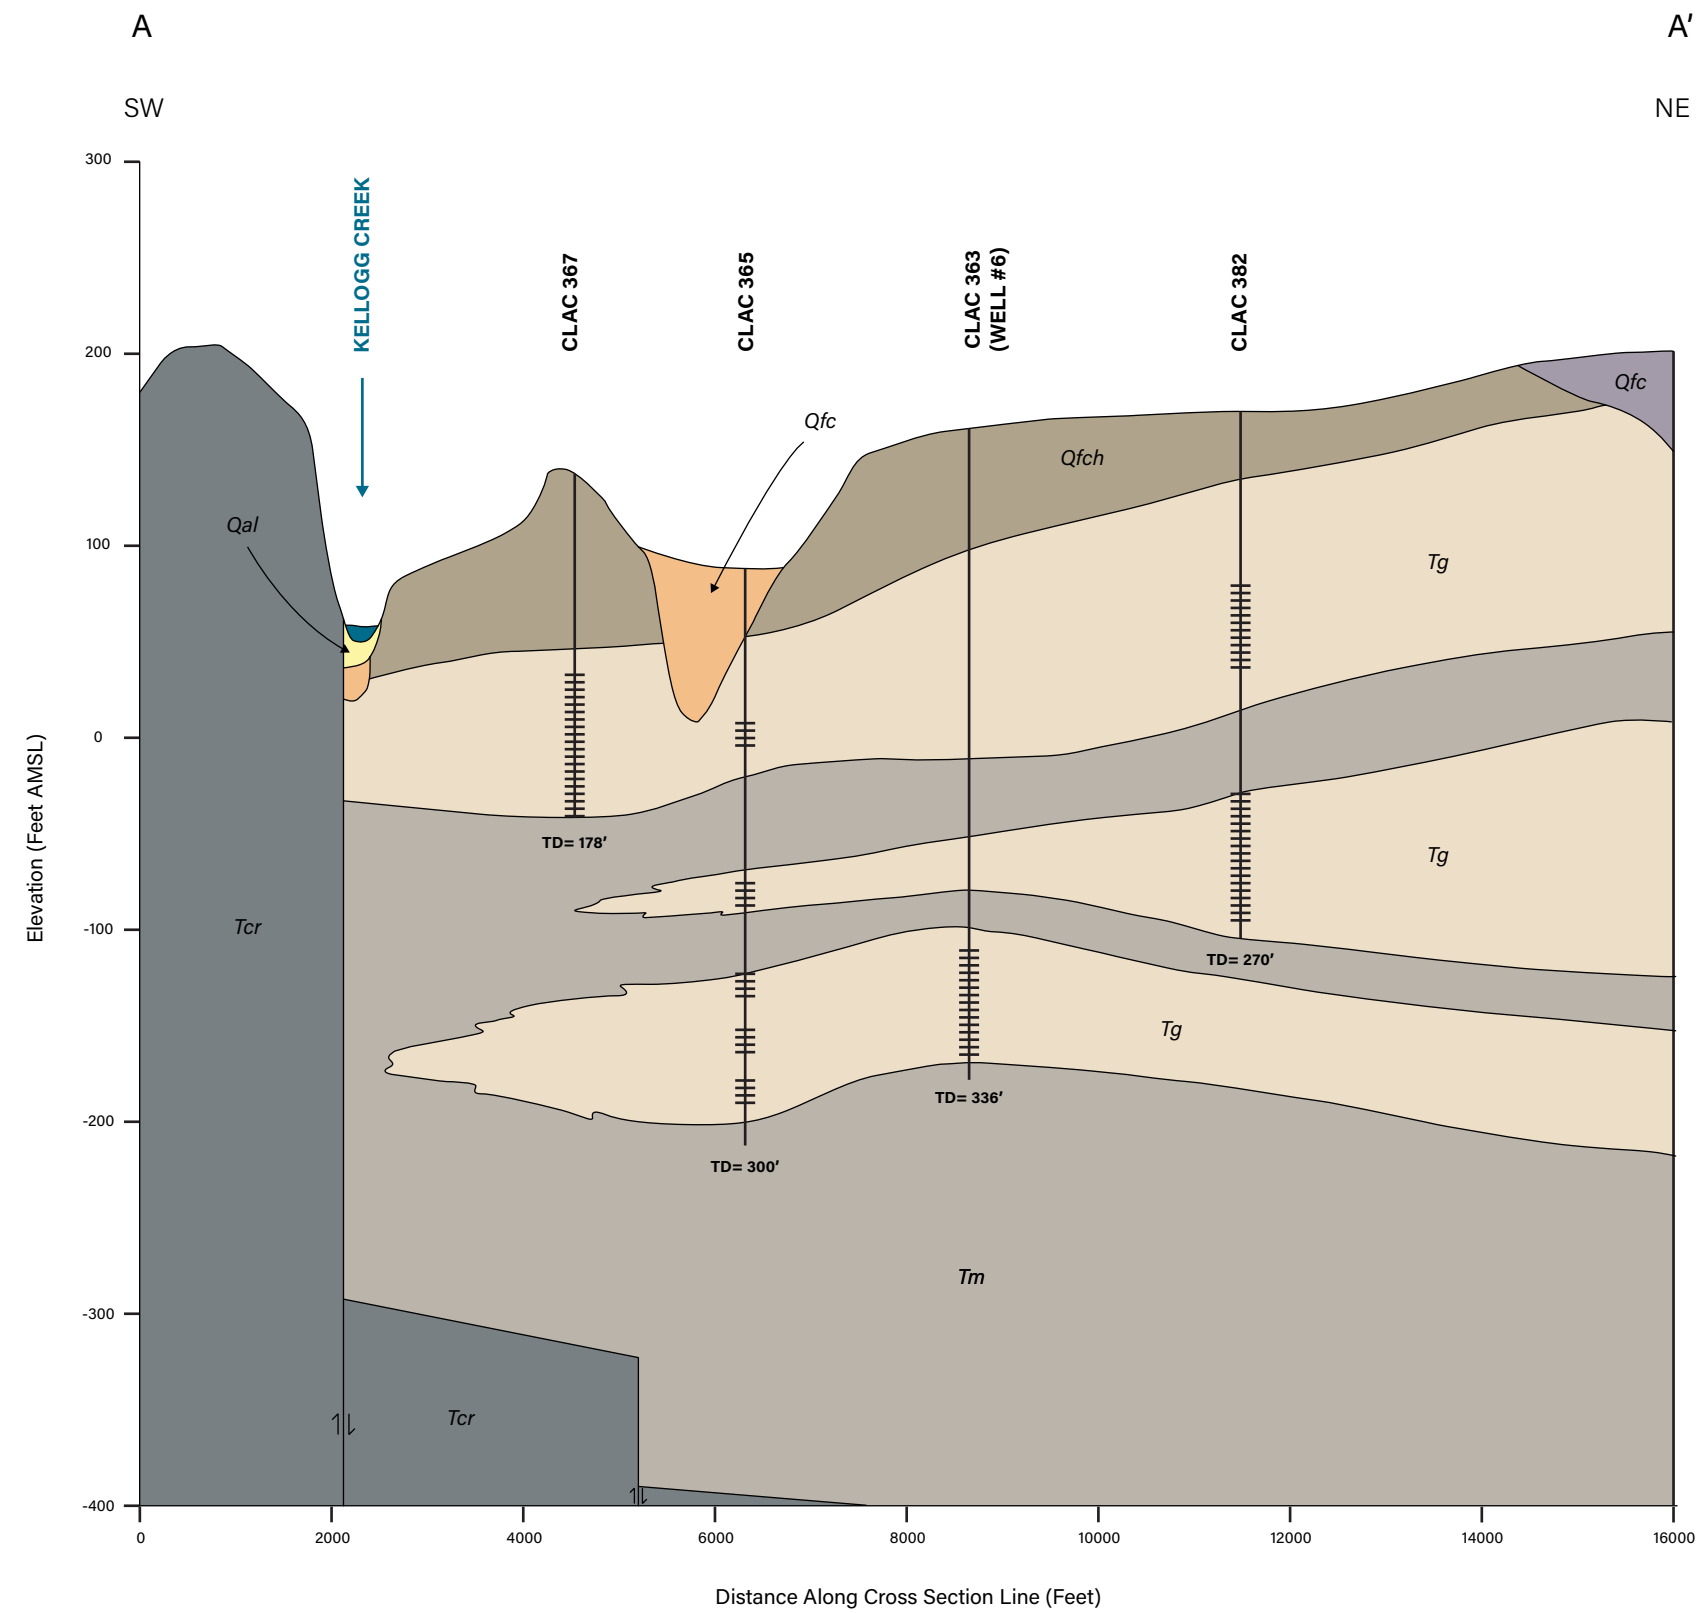 A
A′
SW
NE
300
200
100
0
-100
-200
-300
-400
Elevation (Feet AMSL)
KELLOGG CREEK
CLAC 367
CLAC 365
CLAC 363
(WELL #6)
CLAC 382
Qfc
Qfc
Qfch
Qal
Tg
TD= 178′
Tg
Tcr
TD= 270′
Tg
TD= 336′
TD= 300′
Tm
Tcr
0
2000
4000
6000
8000
10000
12000
14000
16000
Distance Along Cross Section Line (Feet)